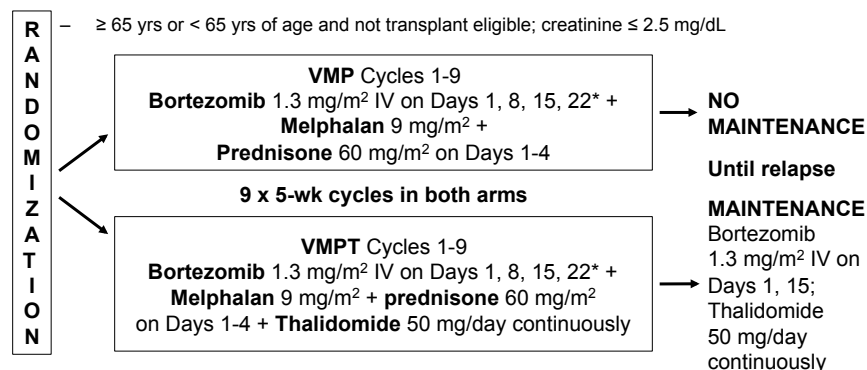 RANDOMIZATION
– ≥ 65 yrs or < 65 yrs of age and not transplant eligible; creatinine ≤ 2.5 mg/dL
VMP Cycles 1-9
Bortezomib 1.3 mg/m² IV on Days 1, 8, 15, 22* +
Melphalan 9 mg/m² +
Prednisone 60 mg/m² on Days 1-4
NO
MAINTENANCE
9 x 5-wk cycles in both arms
Until relapse
VMPT Cycles 1-9
Bortezomib 1.3 mg/m² IV on Days 1, 8, 15, 22* +
Melphalan 9 mg/m² + prednisone 60 mg/m²
on Days 1-4 + Thalidomide 50 mg/day continuously
MAINTENANCE
Bortezomib
1.3 mg/m² IV on
Days 1, 15;
Thalidomide
50 mg/day
continuously